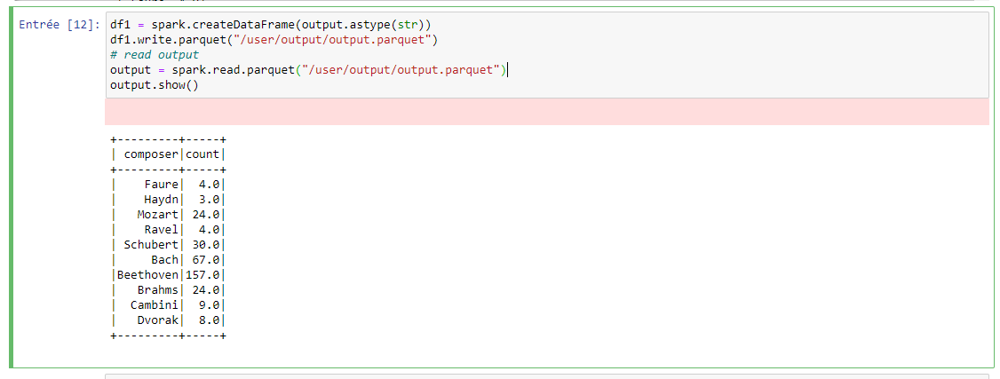 Entrée [12]: df1 = spark.createDataFrame(output.astype(str))
df1.write.parquet("/user/output/output.parquet")
# read output
output = spark.read.parquet("/user/output/output.parquet")
output.show()
+---------+-----+
| composer|count|
+---------+-----+
|    Faure|  4.0|
|    Haydn|  3.0|
|   Mozart| 24.0|
|    Ravel|  4.0|
| Schubert| 30.0|
|     Bach| 67.0|
|Beethoven|157.0|
|   Brahms| 24.0|
|  Cambini|  9.0|
|   Dvorak|  8.0|
+---------+-----+